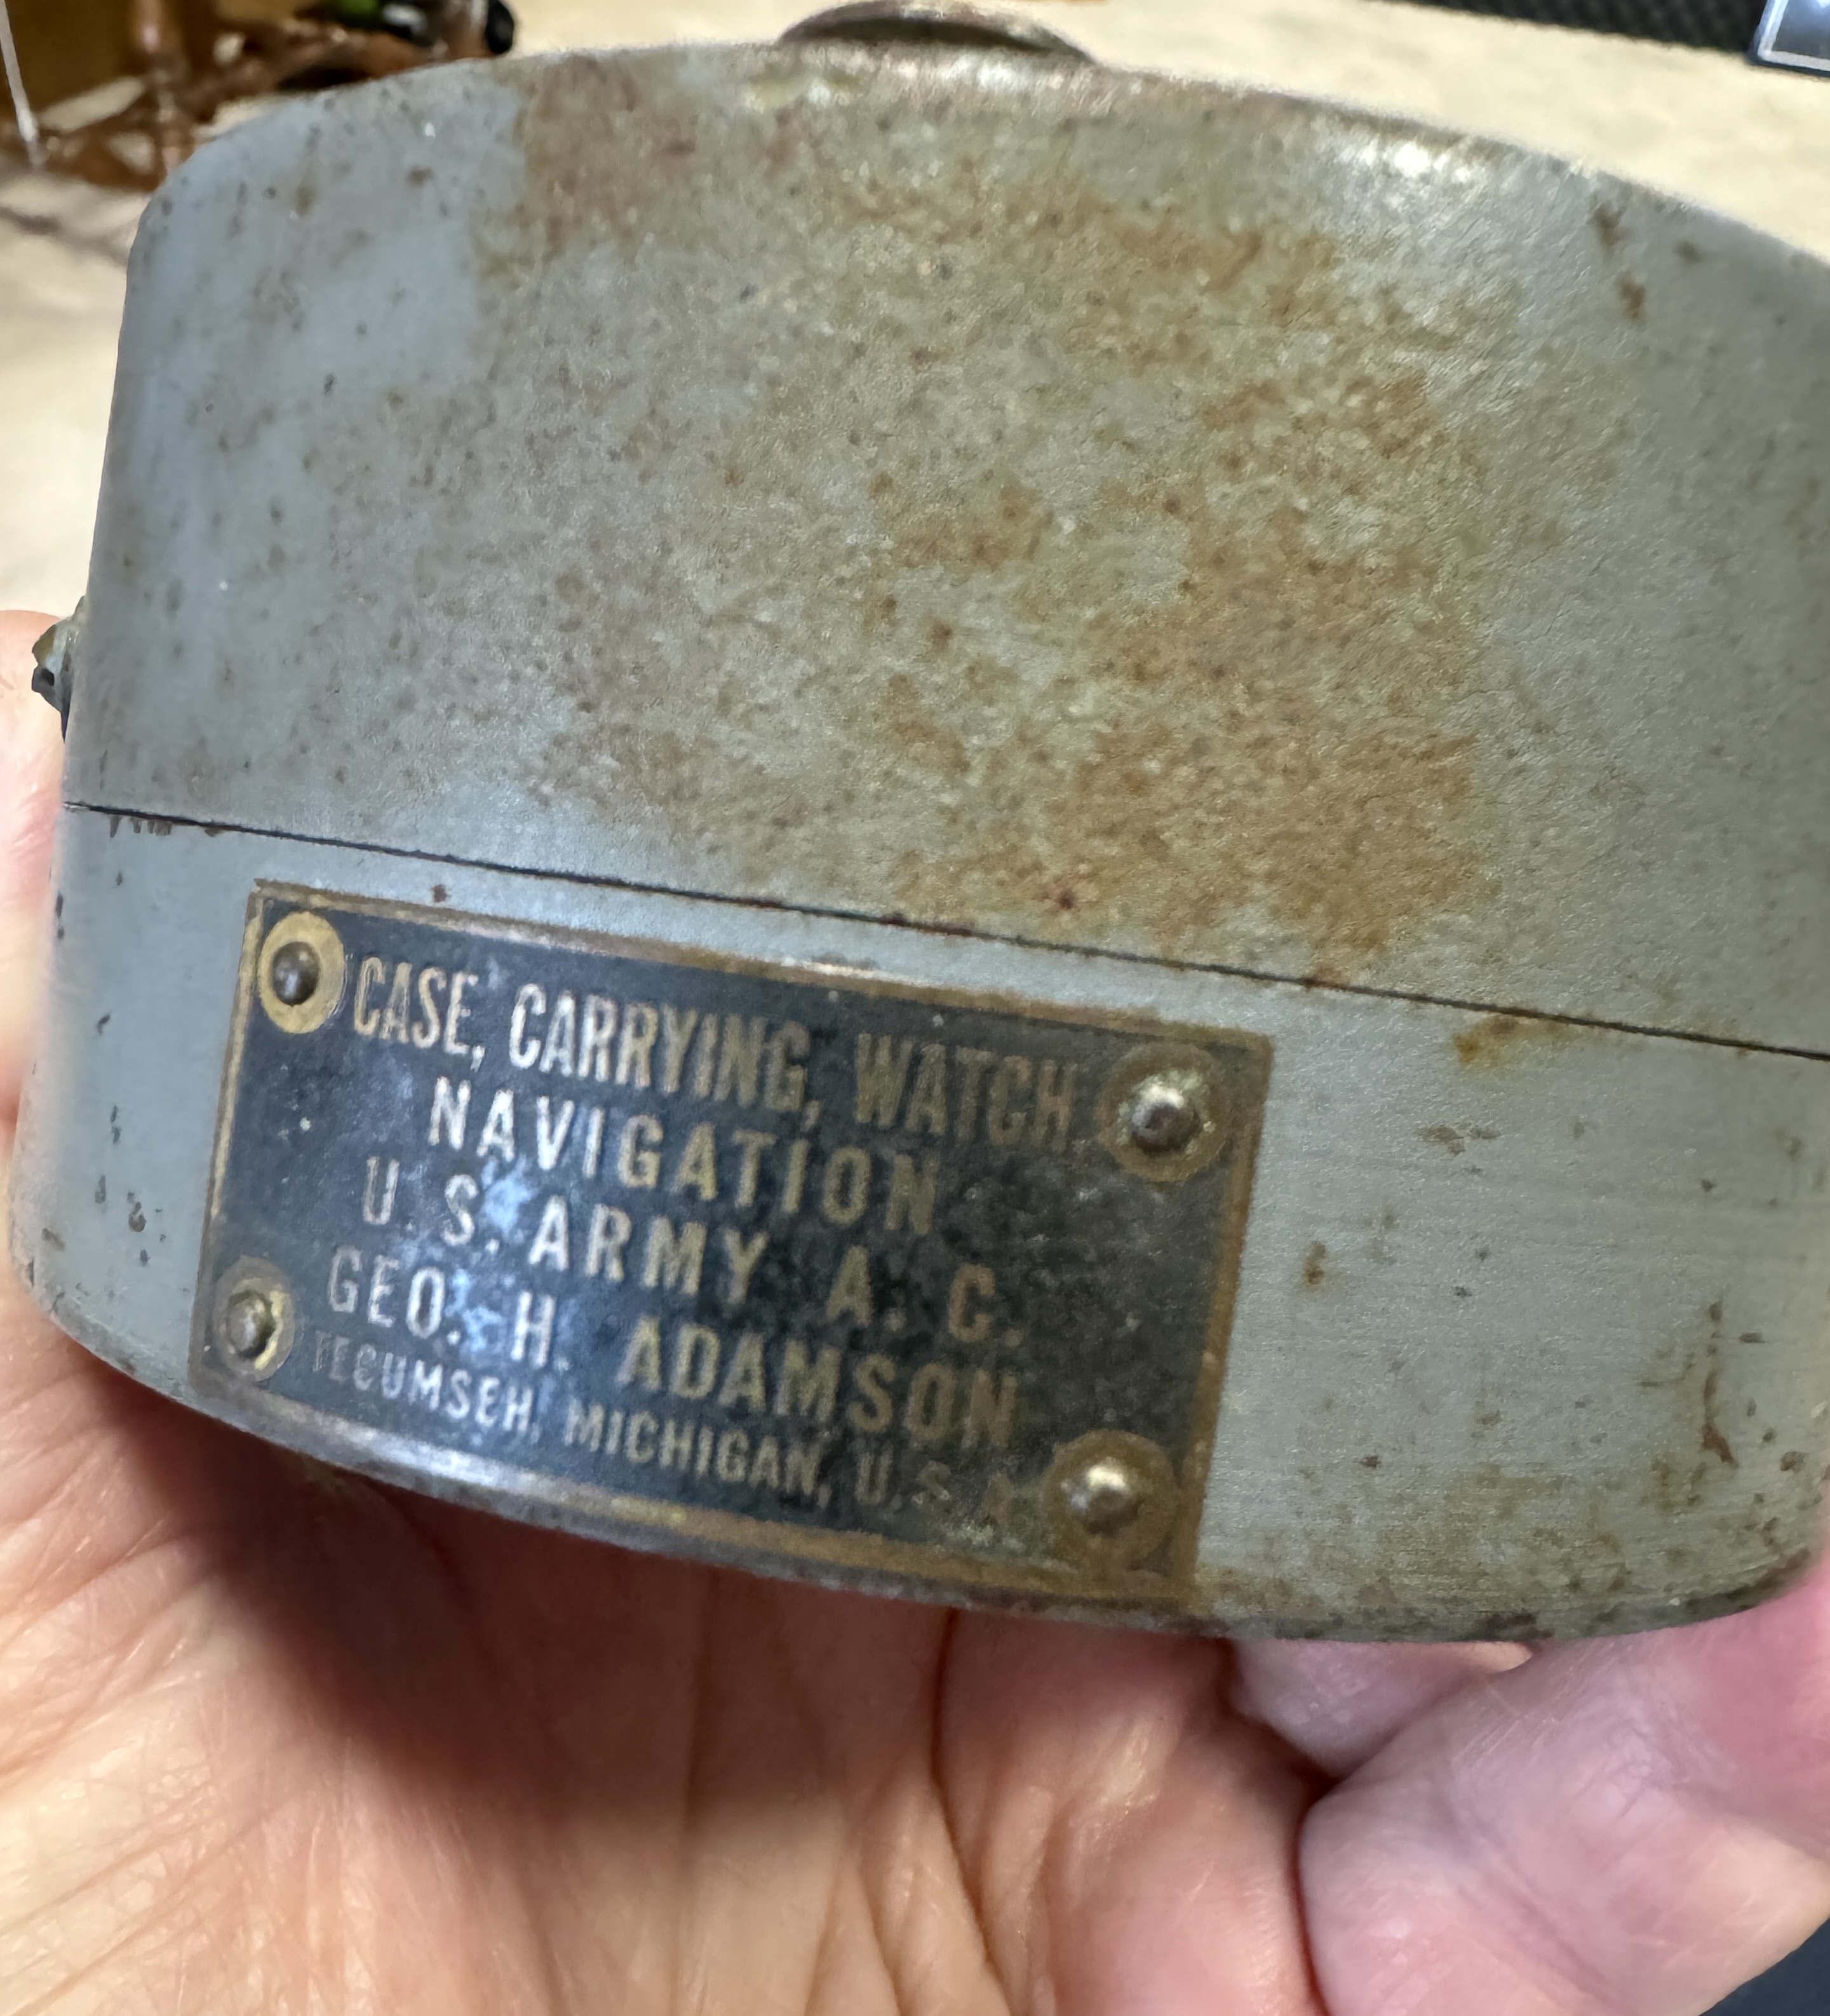 CASE, CARRYING, WATCH
NAVIGATION
U. S. ARMY A. C.
GEO. H. ADAMSON
TECUMSEH, MICHIGAN, U.S.A.